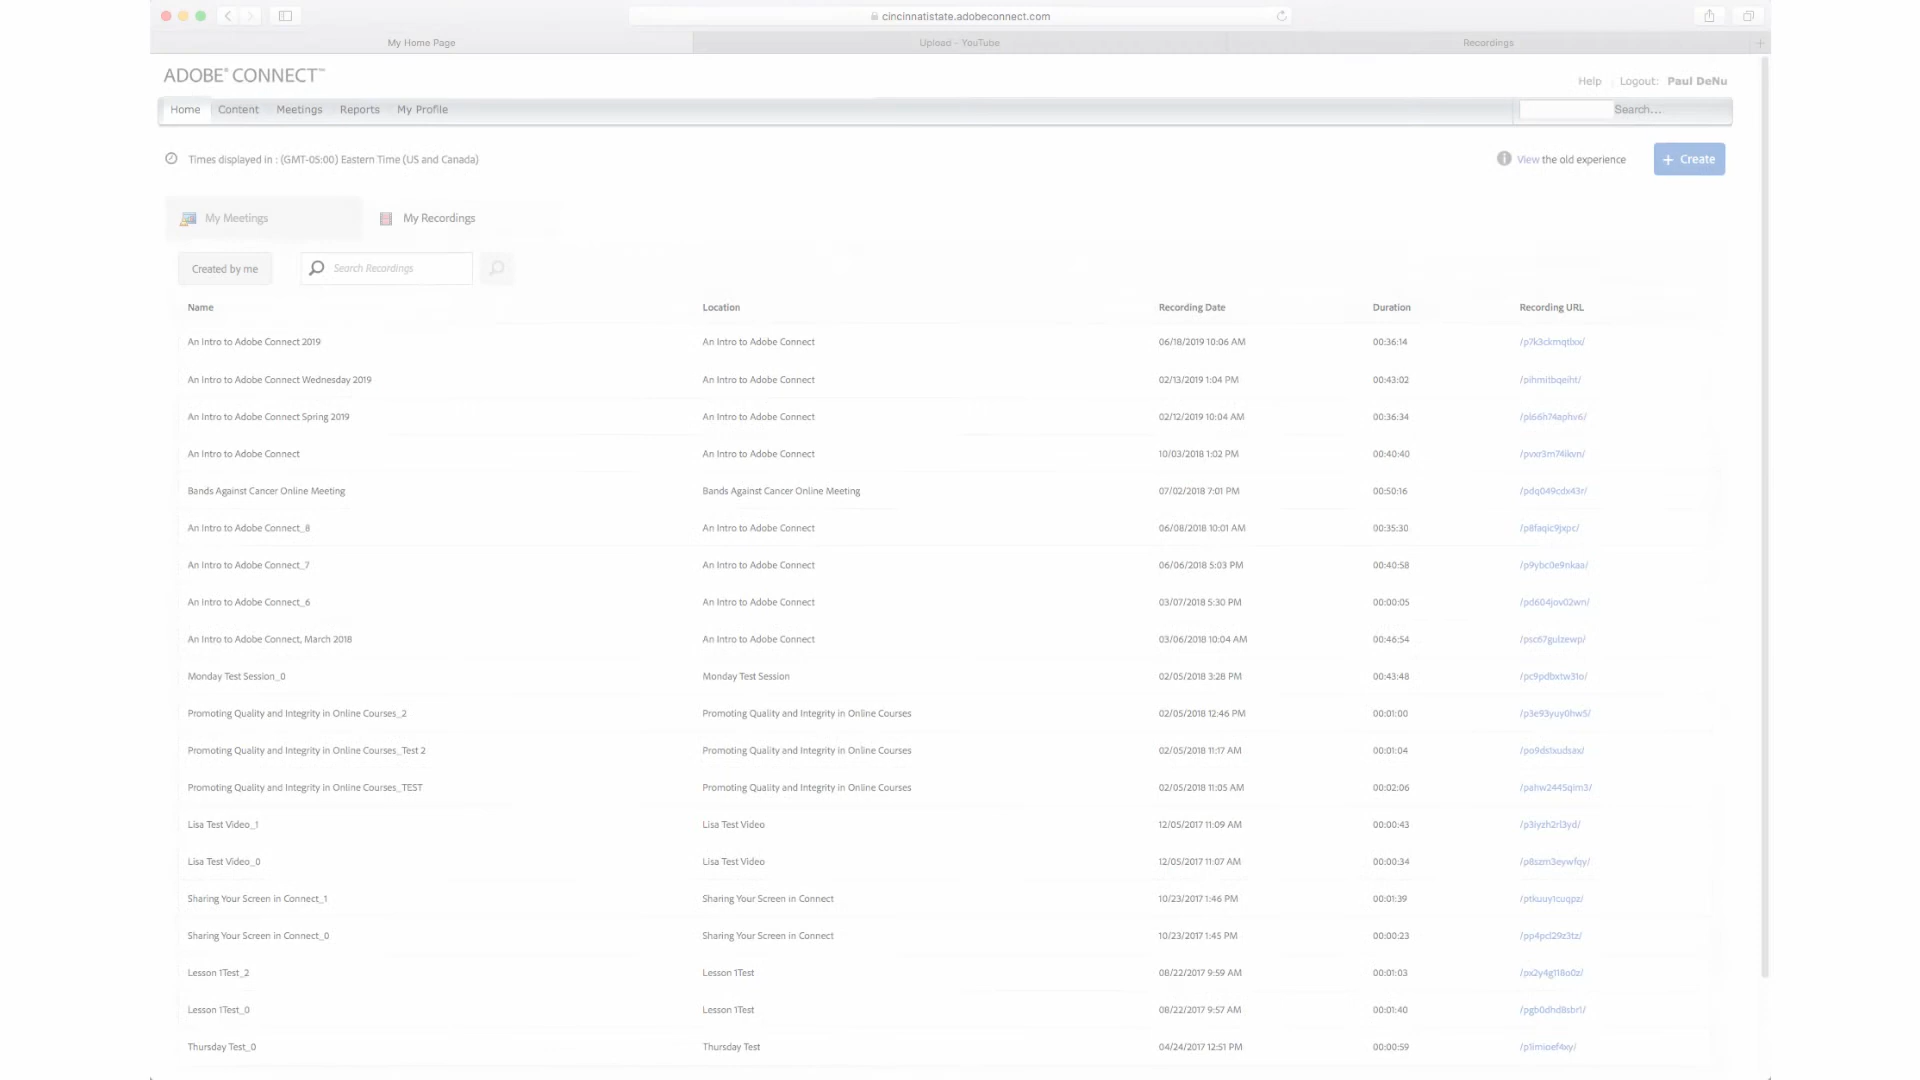 cincinnatistate.adobeconnect.com
My Home Page Upload - YouTube Recordings
ADOBE® CONNECT™
Help Logout: Paul DeNu
Home Content Meetings Reports My Profile Search...
Times displayed in : (GMT-05:00) Eastern Time (US and Canada) View the old experience + Create
My Meetings My Recordings
Created by me Search Recordings
Name Location Recording Date Duration Recording URL
An Intro to Adobe Connect 2019 An Intro to Adobe Connect 06/18/2019 10:06 AM 00:36:14
An Intro to Adobe Connect Wednesday 2019 An Intro to Adobe Connect 02/13/2019 1:04 PM 00:43:02
An Intro to Adobe Connect Spring 2019 An Intro to Adobe Connect 02/12/2019 10:04 AM 00:36:34 /pl66h74aphv6/
An Intro to Adobe Connect An Intro to Adobe Connect 10/03/2018 1:02 PM 00:40:40
Bands Against Cancer Online Meeting Bands Against Cancer Online Meeting 07/02/2018 7:01 PM 00:50:16 /pdq049cdx43r/
An Intro to Adobe Connect_8 An Intro to Adobe Connect 06/08/2018 10:01 AM 00:35:30 /p8faqic9jxpc/
An Intro to Adobe Connect_7 An Intro to Adobe Connect 06/06/2018 5:03 PM 00:40:58 /p9ybc0e9nkaa/
An Intro to Adobe Connect_6 An Intro to Adobe Connect 03/07/2018 5:30 PM 00:00:05 /pd604jov02wn/
An Intro to Adobe Connect, March 2018 An Intro to Adobe Connect 03/06/2018 10:04 AM 00:46:54 /psc67gulzewp/
Monday Test Session_0 Monday Test Session 02/05/2018 3:28 PM 00:43:48 /pc9pdbxtw31o/
Promoting Quality and Integrity in Online Courses_2 Promoting Quality and Integrity in Online Courses 02/05/2018 12:46 PM 00:01:00 /p3e93yuy0hw5/
Promoting Quality and Integrity in Online Courses_Test 2 Promoting Quality and Integrity in Online Courses 02/05/2018 11:17 AM 00:01:04 /po9ds1xudsax/
Promoting Quality and Integrity in Online Courses_TEST Promoting Quality and Integrity in Online Courses 02/05/2018 11:05 AM 00:02:06 /pahw2445qim3/
Lisa Test Video_1 Lisa Test Video 12/05/2017 11:09 AM 00:00:43
Lisa Test Video_0 Lisa Test Video 12/05/2017 11:07 AM 00:00:34 /p8szm3eywfqy/
Sharing Your Screen in Connect_1 Sharing Your Screen in Connect 10/23/2017 1:46 PM 00:01:39 /ptkuuy1cuqpz/
Sharing Your Screen in Connect_0 Sharing Your Screen in Connect 10/23/2017 1:45 PM 00:00:23 /pp4pcl29z3tz/
Lesson 1Test_2 Lesson 1Test 08/22/2017 9:59 AM 00:01:03 /px2y4g118o0z/
Lesson 1Test_0 Lesson 1Test 08/22/2017 9:57 AM 00:01:40 /pgb0dhd8sbr1/
Thursday Test_0 Thursday Test 04/24/2017 12:51 PM 00:00:59